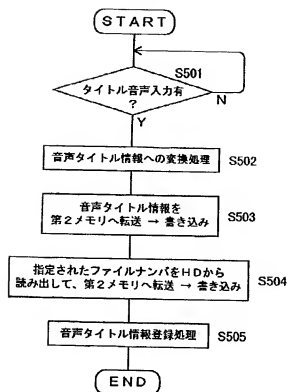 START
S501
タイトル音声入力有
?
N
Y
音声タイトル情報への変換処理
S502
音声タイトル情報を
第2メモリへ転送 → 書き込み
S503
指定されたファイルナンバをHDから
読み出して、第2メモリへ転送 → 書き込み
S504
音声タイトル情報登録処理
S505
END